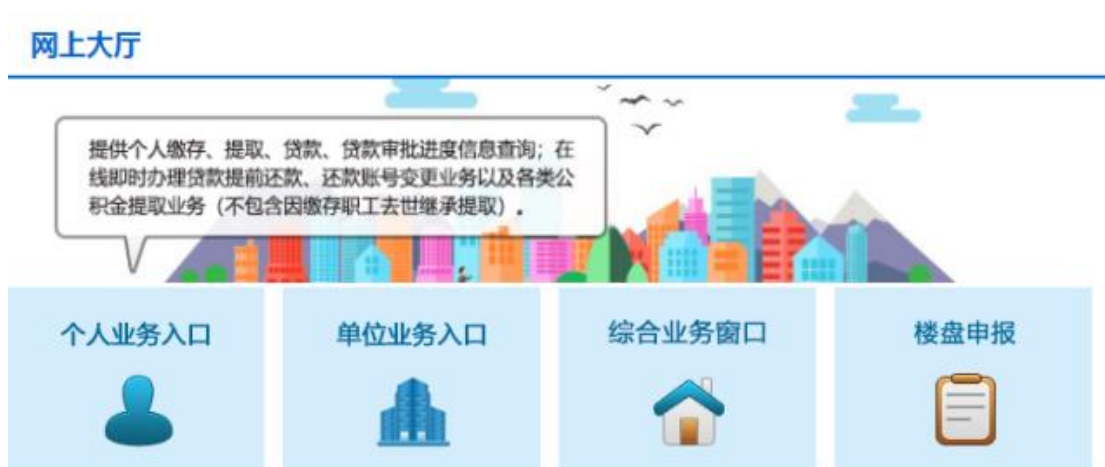 网上大厅
提供个人缴存、提取、贷款、贷款审批进度信息查询；在
线即时办理贷款提前还款、还款账号变更业务以及各类公
积金提取业务（不包含因缴存职工去世继承提取）。
个人业务入口
单位业务入口
综合业务窗口
楼盘申报